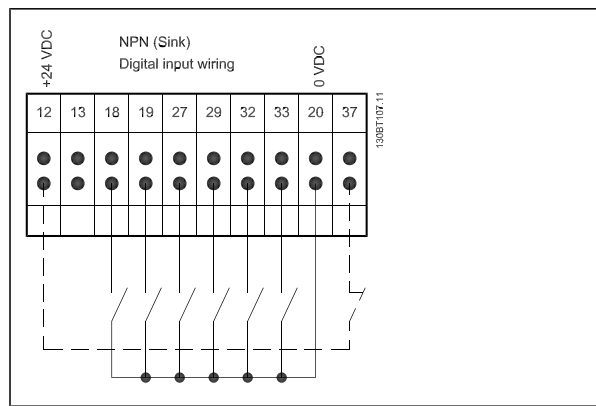 +24 VDC
NPN (Sink)
Digital input wiring
0 VDC
12 13 18 19 27 29 32 33 20 37
130BT107.11